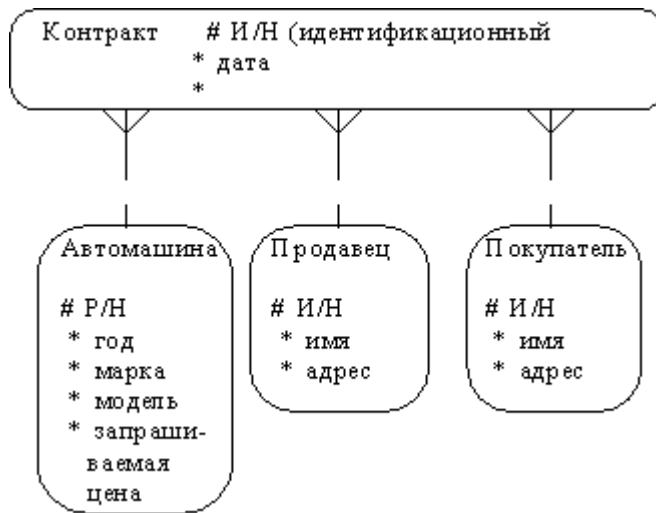 Контракт # И/Н (идентификационный
* дата
*
Автомашина
# Р/Н
* год
* марка
* модель
* запраши-
ваемая
цена
Продавец
# И/Н
* имя
* адрес
Покупатель
# И/Н
* имя
* адрес